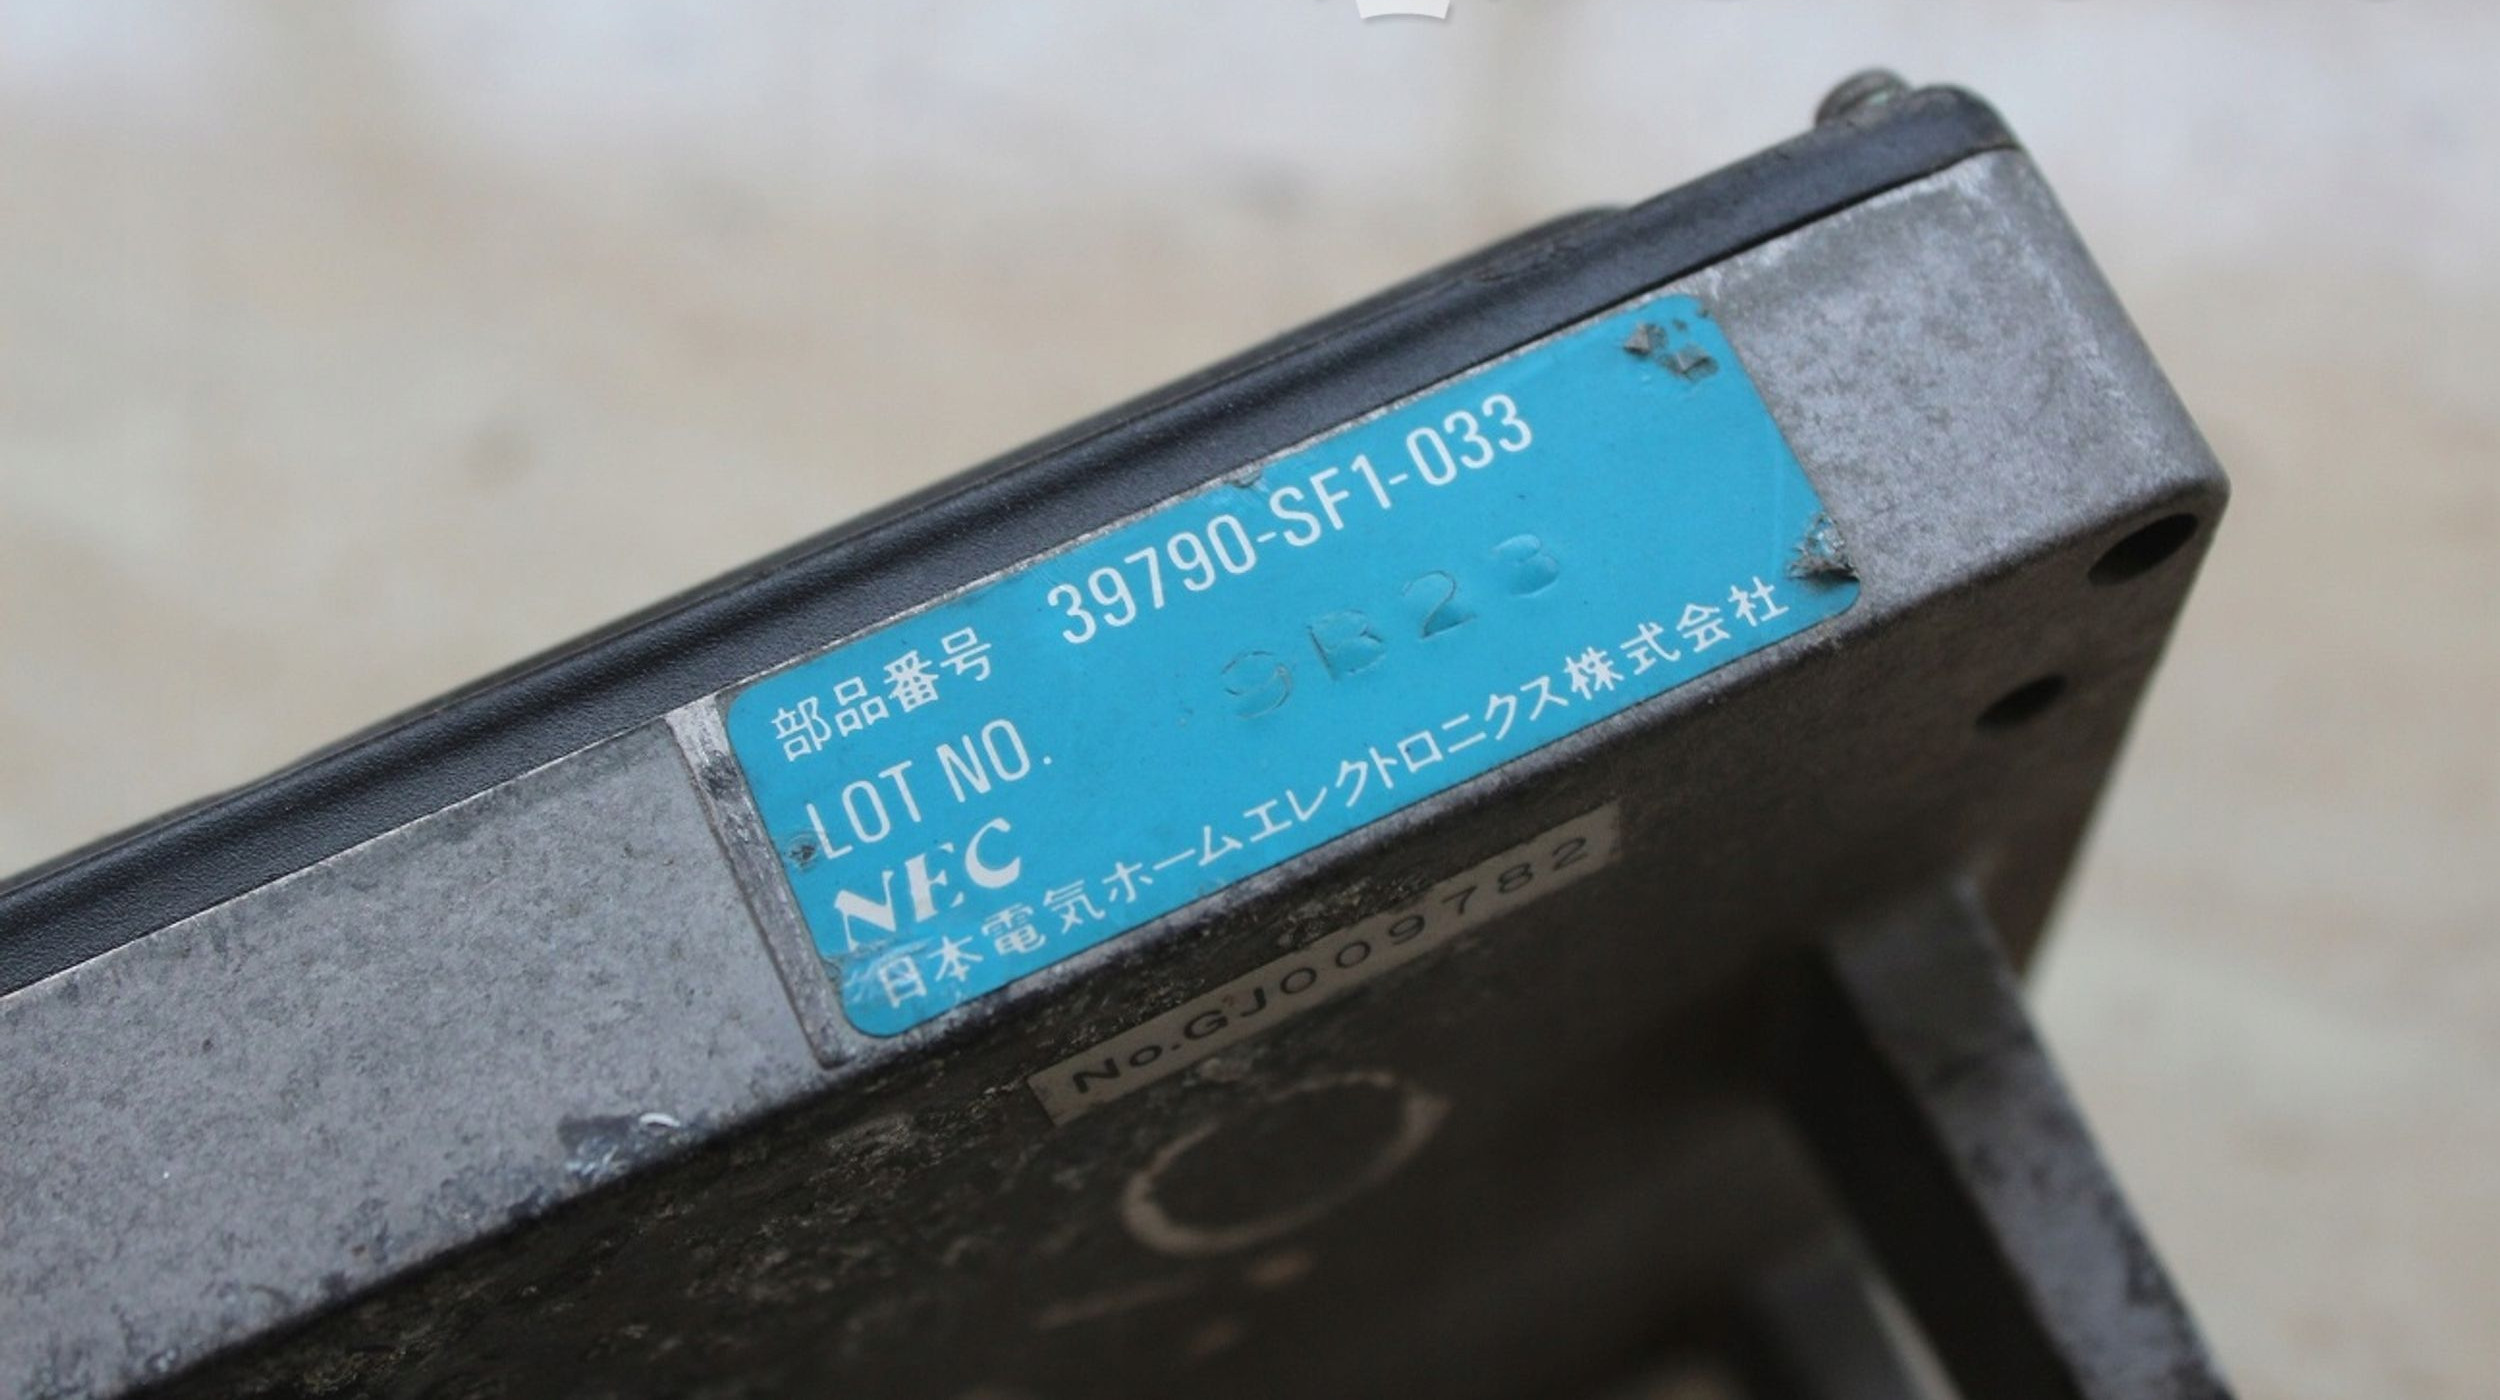 部品番号 39790-SF1-033
LOT NO. 9B23
NEC
日本電気ホームエレクトロニクス株式会社
No.GJ009782